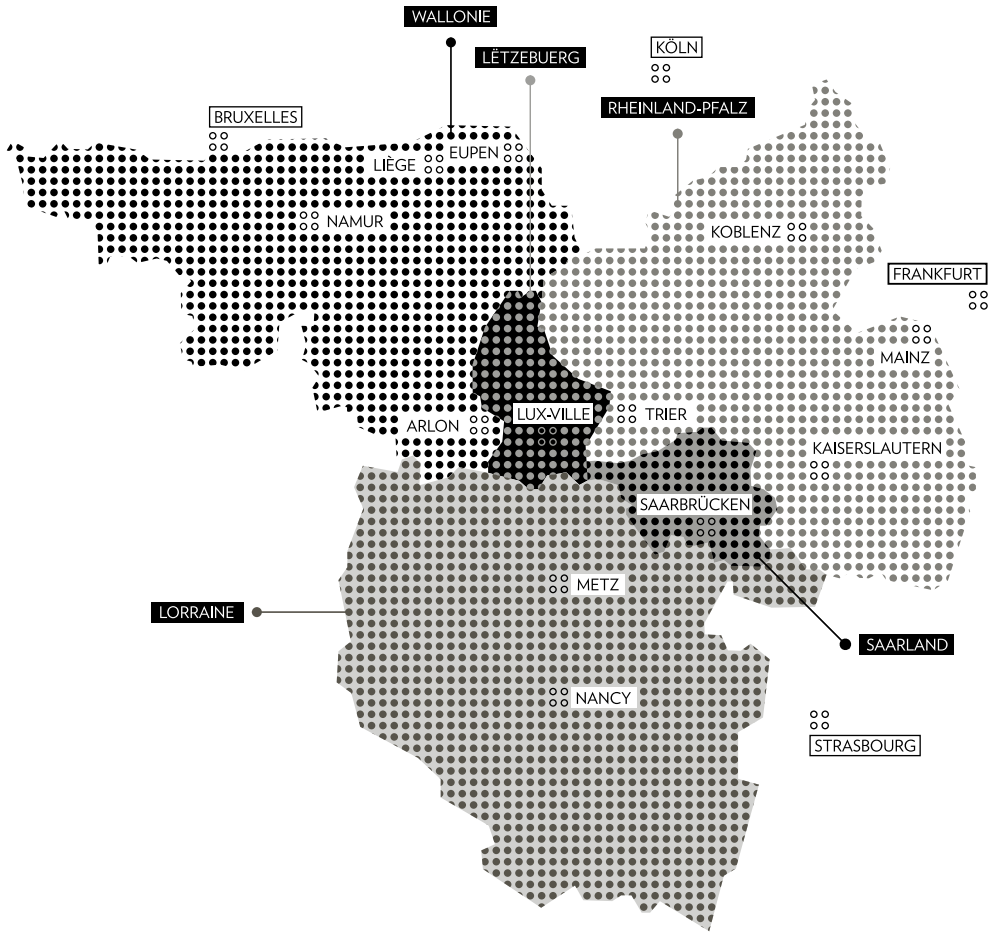 WALLONIE
LËTZEBUERG
KÖLN
RHEINLAND-PFALZ
BRUXELLES
LIÈGE
EUPEN
NAMUR
KOBLENZ
FRANKFURT
MAINZ
LUX-VILLE
TRIER
ARLON
KAISERSLAUTERN
SAARBRÜCKEN
METZ
LORRAINE
SAARLAND
NANCY
STRASBOURG